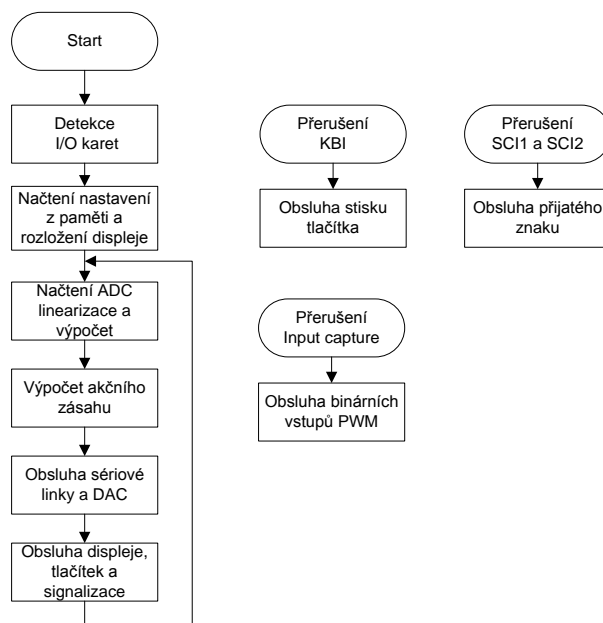 Start
Detekce
I/O karet
Načtení nastavení
z paměti a
rozložení displeje
Načtení ADC
linearizace a
výpočet
Výpočet akčního
zásahu
Obsluha sériové
linky a DAC
Obsluha displeje,
tlačítek a
signalizace
Přerušení
KBI
Obsluha stisku
tlačítka
Přerušení
Input capture
Obsluha binárních
vstupů PWM
Přerušení
SCI1 a SCI2
Obsluha přijatého
znaku